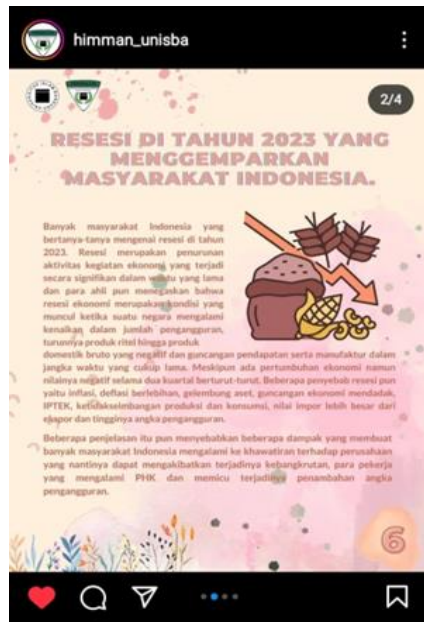 himman_unisba
2/4
RESESI DI TAHUN 2023 YANG
MENGGEMPARKAN
MASYARAKAT INDONESIA.
Banyak masyarakat Indonesia yang
bertanya-tanya mengenai resesi di tahun
2023. Resesi merupakan penurunan
aktivitas kegiatan ekonomi yang terjadi
secara signifikan dalam waktu yang lama
dan para ahli pun menegaskan bahwa
resesi ekonomi merupakan kondisi yang
muncul ketika suatu negara mengalami
kenaikan dalam jumlah pengangguran,
turusnya produk ritel hingga produk
domestik bruto yang negatif dan guncangan pendapatan serta manufaktur dalam
jangka waktu yang cukup lama. Meskipun ada pertumbuhan ekonomi namun
nilainya negatif selama dua kuartal berturut-turut. Beberapa penyebab resesi pun
yaitu inflasi, deflasi berlebihan, gelembung aset, guncangan ekonomi mendadak,
IPTEK, ketidakseimbangan produksi dan konsumsi, nilai impor lebih besar dari
ekspor dan tingginya angka pengangguran.
Beberapa penjelasan itu pun menyebabkan beberapa dampak yang membuat
banyak masyarakat Indonesia mengalami ke khawatiran terhadap perusahaan
yang nantinya dapat mengakibatkan terjadinya kebangkrutan, para pekerja
yang mengalami PHK dan memicu terjadinya penambahan angka
pengangguran.
6